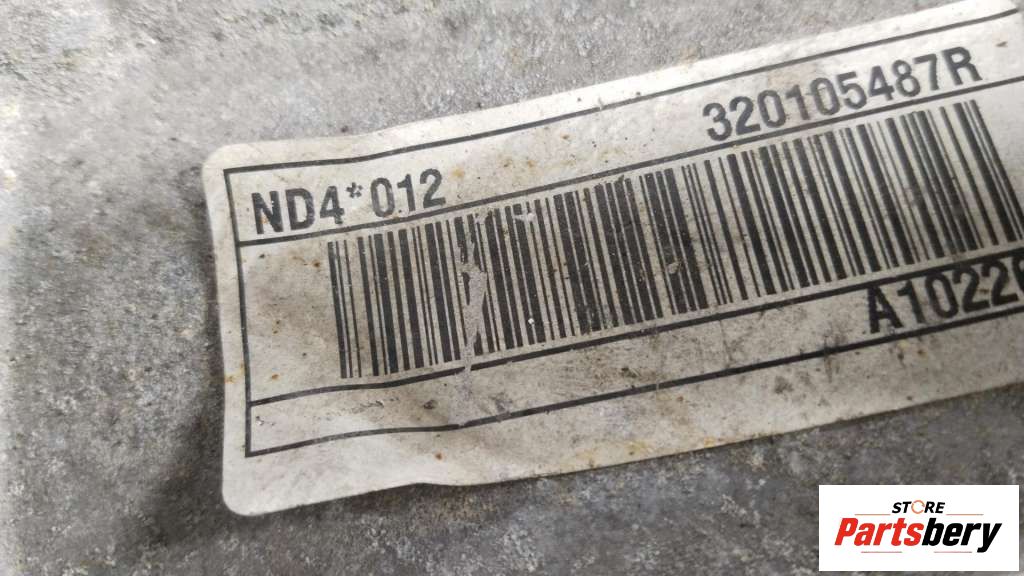 320105487R
ND4*012
A1022
STORE
Partsbery